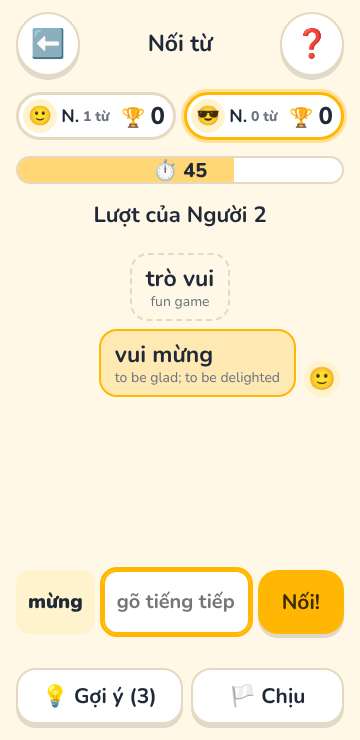 Nối từ
N. 1 từ 0
N. 0 từ 0
45
Lượt của Người 2
trò vui
fun game
vui mừng
to be glad; to be delighted
mừng
gõ tiếng tiếp
Nối!
Gợi ý (3)
Chịu